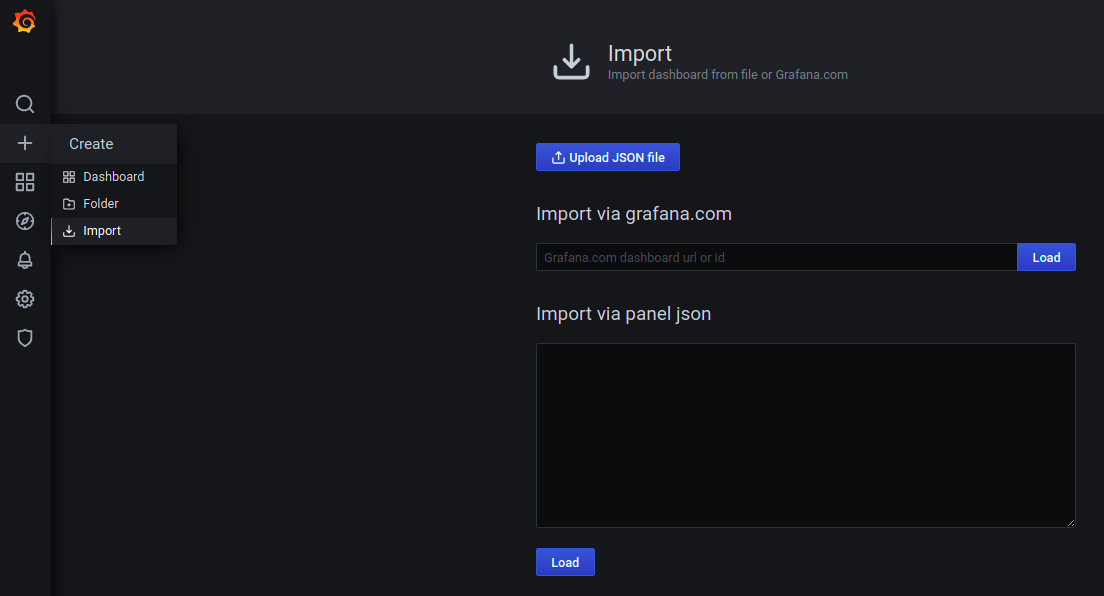 Import
Import dashboard from file or Grafana.com
Create
Dashboard
Folder
Import
Upload JSON file
Import via grafana.com
Grafana.com dashboard url or id
Load
Import via panel json
Load